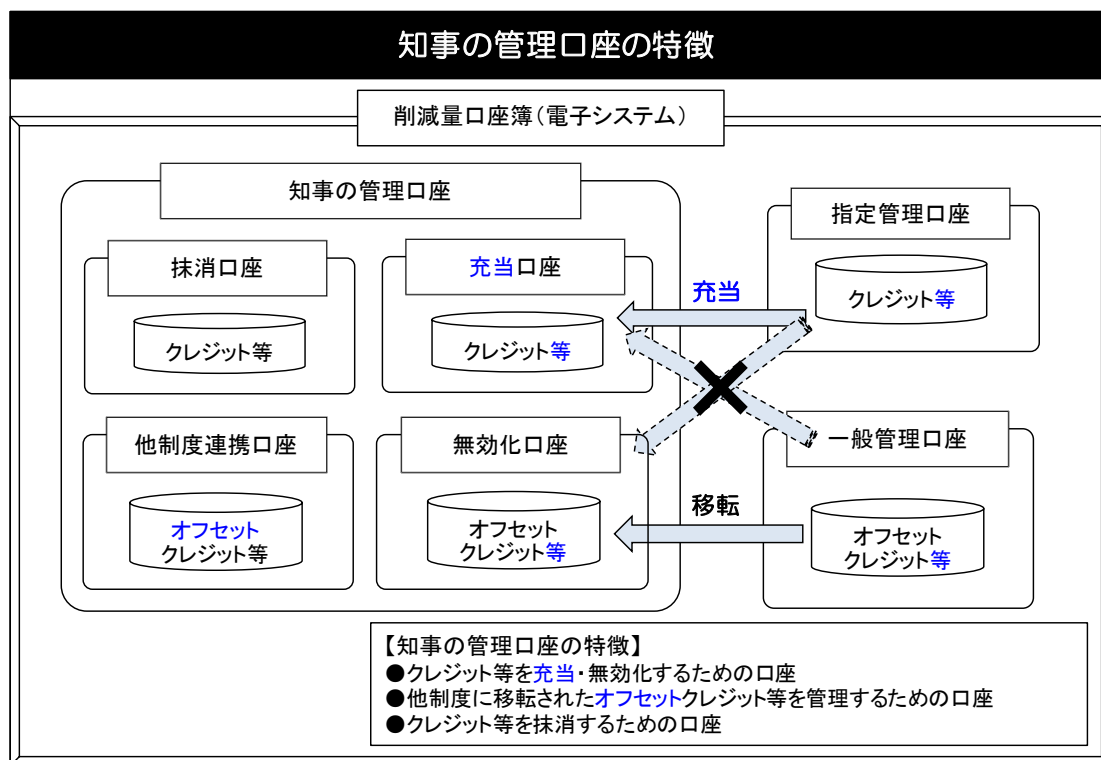 知事の管理口座の特徴
削減量口座簿(電子システム)
知事の管理口座
指定管理口座
抹消口座
充当口座
クレジット等
クレジット等
充当
クレジット等
他制度連携口座
無効化口座
一般管理口座
オフセット
クレジット等
オフセット
クレジット等
移転
オフセット
クレジット等
【知事の管理口座の特徴】
●クレジット等を充当・無効化するための口座
●他制度に移転されたオフセットクレジット等を管理するための口座
●クレジット等を抹消するための口座